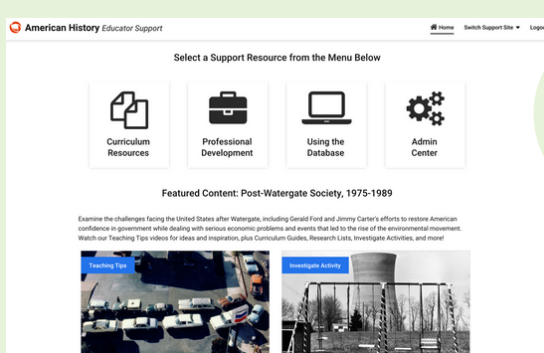 American History Educator Support
Home Switch Support Site Logout
Select a Support Resource from the Menu Below
Curriculum
Resources
Professional
Development
Using the
Database
Admin
Center
Featured Content: Post-Watergate Society, 1975-1989
Examine the challenges facing the United States after Watergate, including Gerald Ford and Jimmy Carter's efforts to restore American
confidence in government while dealing with serious economic problems and events that led to the rise of the environmental movement.
Watch our Teaching Tips videos for ideas and inspiration, plus Curriculum Guides, Research Lists, Investigate Activities, and more!
Teaching Tips
Investigate Activity